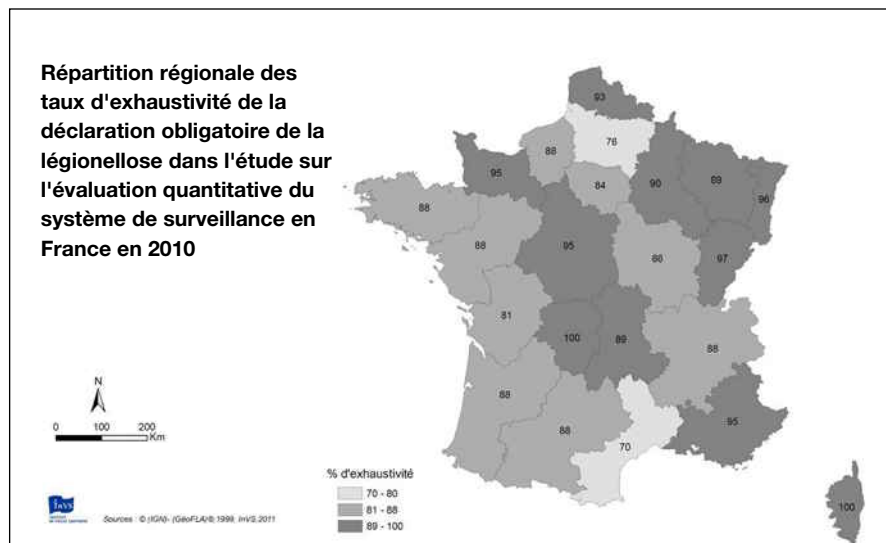 Répartition régionale des
taux d'exhaustivité de la
déclaration obligatoire de la
légionellose dans l'étude sur
l'évaluation quantitative du
système de surveillance en
France en 2010
93
76
88
95
84
90
89
96
88
88
95
86
97
81
100
89
88
88
88
70
95
100
N
0 100 200
Km
% d'exhaustivité
70 - 80
81 - 88
89 - 100
InVS
Sources : © (IGN)- (GéoFLA)®,1999, InVS,2011